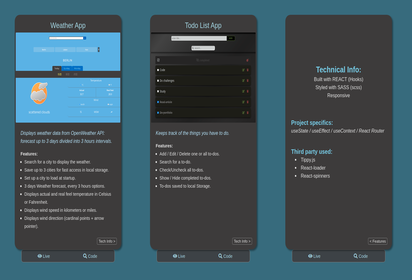 Weather App
Displays weather data from OpenWeather API.
forecast up to 3 days divided into 3 hours intervals.
Features:
Search for a city to display the weather.
Save up to 3 cities for fast access in local storage.
Set up a city to load at startup.
3 days Weather forecast, every 3 hours options.
Displays actual and real feel temperature in Celsius
or Fahrenheit.
Displays wind speed in kilometers or miles.
Displays wind direction (cardinal points + arrow
pointer).
Tech info +
Live
Code
Todo List App
Keeps track of the things you have to do.
Features:
Add / Edit / Delete one or all to-dos.
Search for a to-do.
Check/Uncheck all to-dos.
Show / Hide completed to-dos.
To-dos saved to local Storage.
Tech info +
Live
Code
Technical Info:
Built with REACT (Hooks)
Styled with SASS (scss)
Responsive
Project specifics:
useState / useEffect / useContext / React Router
Third party used:
Tippy.js
React-loader
React-spinners
+ Features
Live
Code